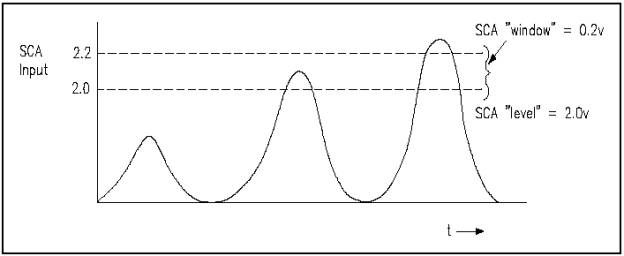 SCA "window" = 0.2v
SCA
Input
2.2
2.0
SCA "level" = 2.0v
t